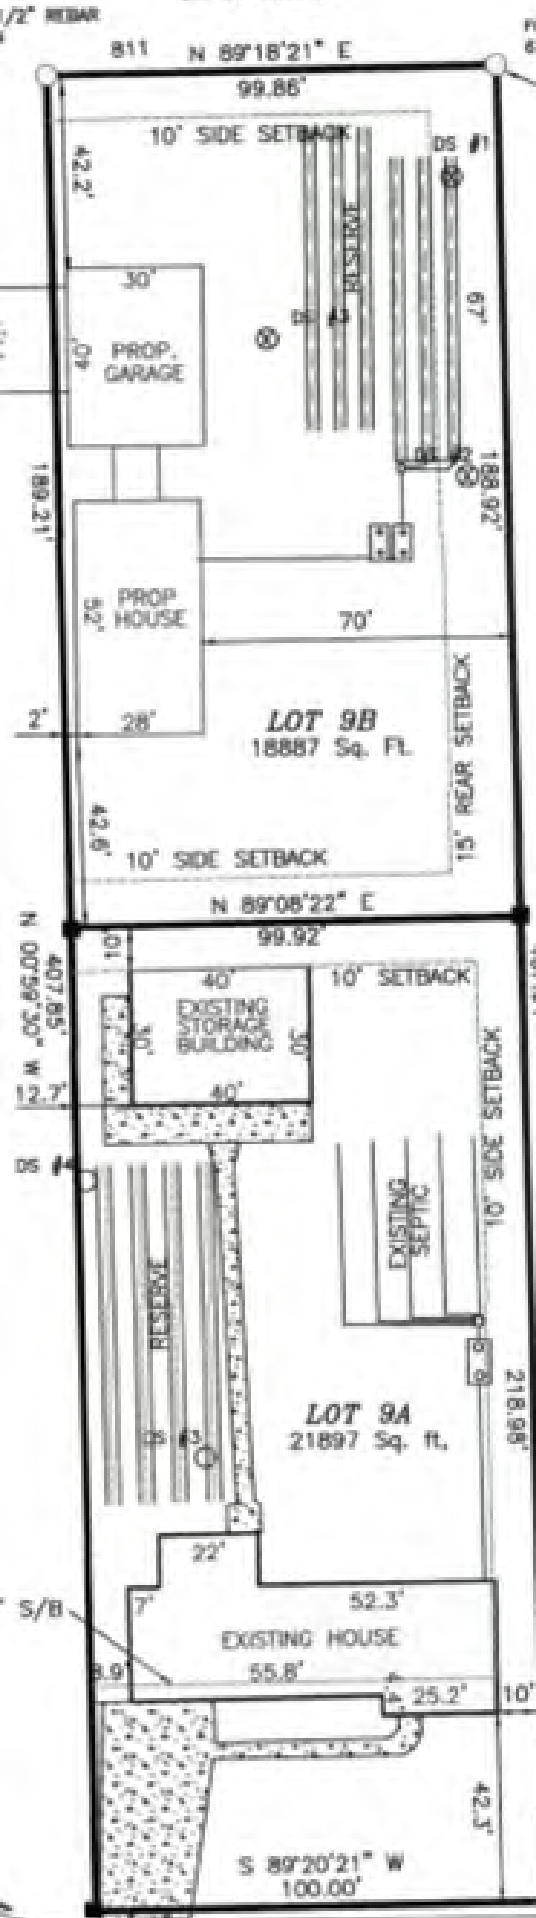 1/2" REBAR
811 N 89°18'21" E
99.86'
10' SIDE SETBACK
DS #1
42.2'
RESERVE
30'
67'
DS #3
40'
PROP.
GARAGE
189.21'
188.92'
52'
PROP
HOUSE
70'
2'
28'
LOT 9B
18887 Sq. Ft.
15' REAR SETBACK
42.6'
10' SIDE SETBACK
N 89°08'22" E
99.92'
N 00°59'30" W
407.85'
10'
40'
10' SETBACK
EXISTING
STORAGE
BUILDING
30'
30'
12.7'
40'
10' SIDE SETBACK
DS #4
EXISTING
SEPTIC
RESERVE
LOT 9A
21897 Sq. ft.
218.98'
DS #3
22'
' S/B
7'
52.3'
EXISTING HOUSE
8.9'
55.8'
25.2'
10'
42.3'
S 89°20'21" W
100.00'